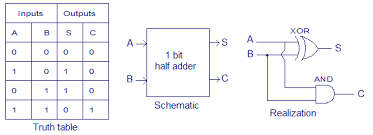 Inputs Outputs
A B S C
0 0 0 0
1 0 1 0
0 1 1 0
1 1 0 1
Truth table
A
B
1 bit
half adder
S
C
Schematic
XOR
A
B
S
AND
C
Realization